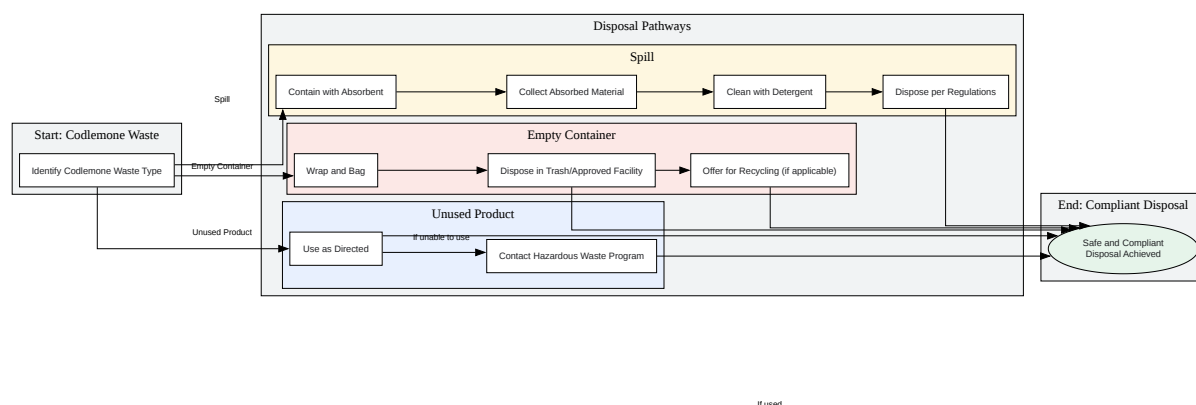 Disposal Pathways
Spill
Contain with Absorbent
Collect Absorbed Material
Clean with Detergent
Dispose per Regulations
Spill
Start: Codlemone Waste
Identify Codlemone Waste Type
Empty Container
Empty Container
Wrap and Bag
Dispose in Trash/Approved Facility
Offer for Recycling (if applicable)
Unused Product
Unused Product
Use as Directed
If unable to use
Contact Hazardous Waste Program
End: Compliant Disposal
Safe and Compliant
Disposal Achieved
If used